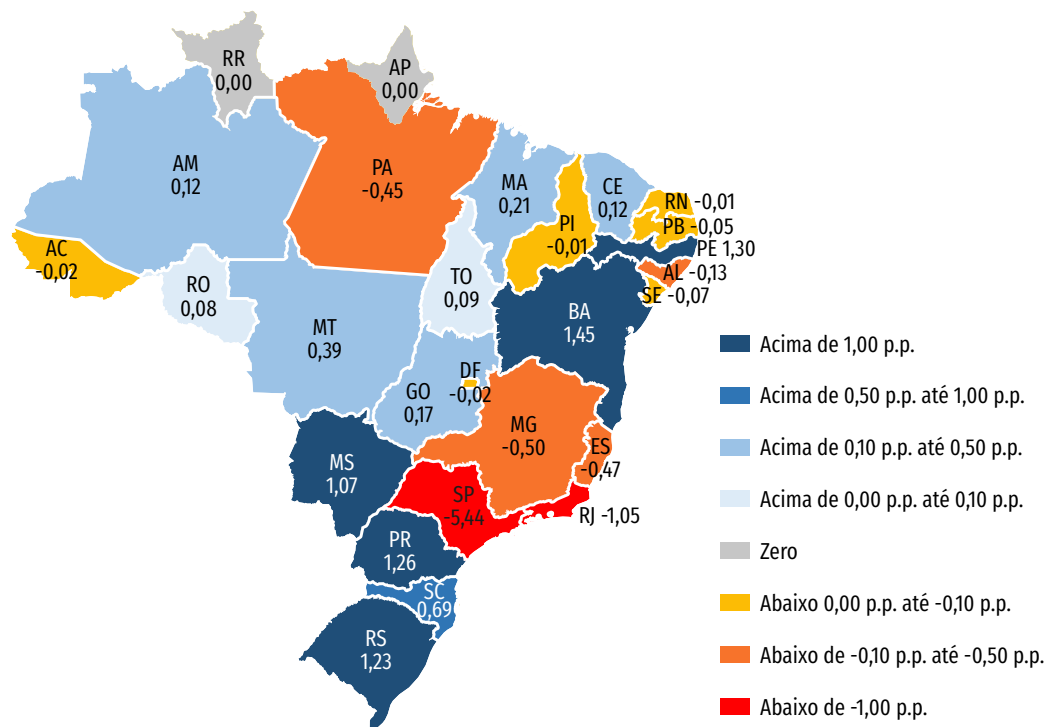 RR
0,00
AP
0,00
AM
0,12
PA
-0,45
MA
0,21
CE
0,12
RN -0,01
PI
-0,01
PB -0,05
PE 1,30
AC
-0,02
AL -0,13
SE -0,07
RO
0,08
TO
0,09
BA
1,45
MT
0,39
DF
-0,02
GO
0,17
MG
-0,50
ES
-0,47
MS
1,07
SP
-5,44
RJ -1,05
PR
1,26
SC
0,69
RS
1,23
Acima de 1,00 p.p.
Acima de 0,50 p.p. até 1,00 p.p.
Acima de 0,10 p.p. até 0,50 p.p.
Acima de 0,00 p.p. até 0,10 p.p.
Zero
Abaixo 0,00 p.p. até -0,10 p.p.
Abaixo de -0,10 p.p. até -0,50 p.p.
Abaixo de -1,00 p.p.